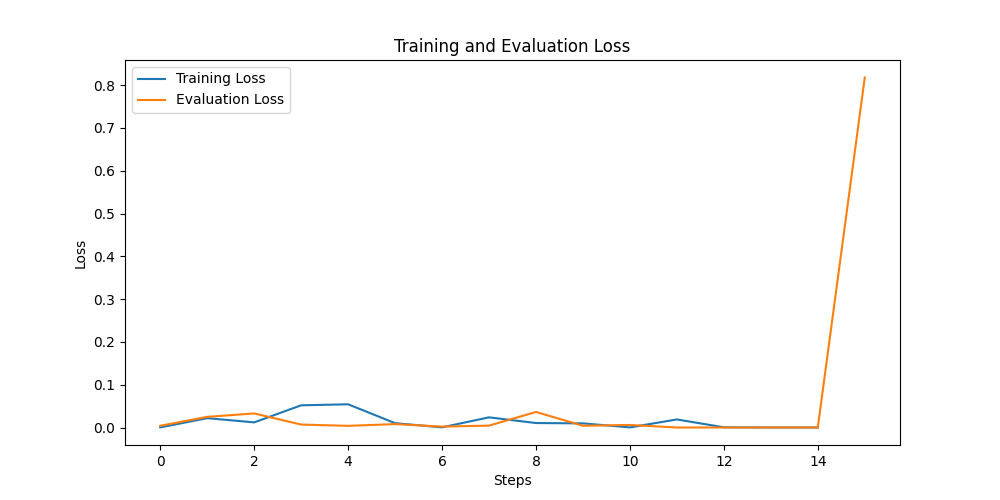 Training and Evaluation Loss
Training Loss
Evaluation Loss
0.8
0.7
0.6
0.5
0.4
0.3
0.2
0.1
0.0
Loss
0 2 4 6 8 10 12 14
Steps